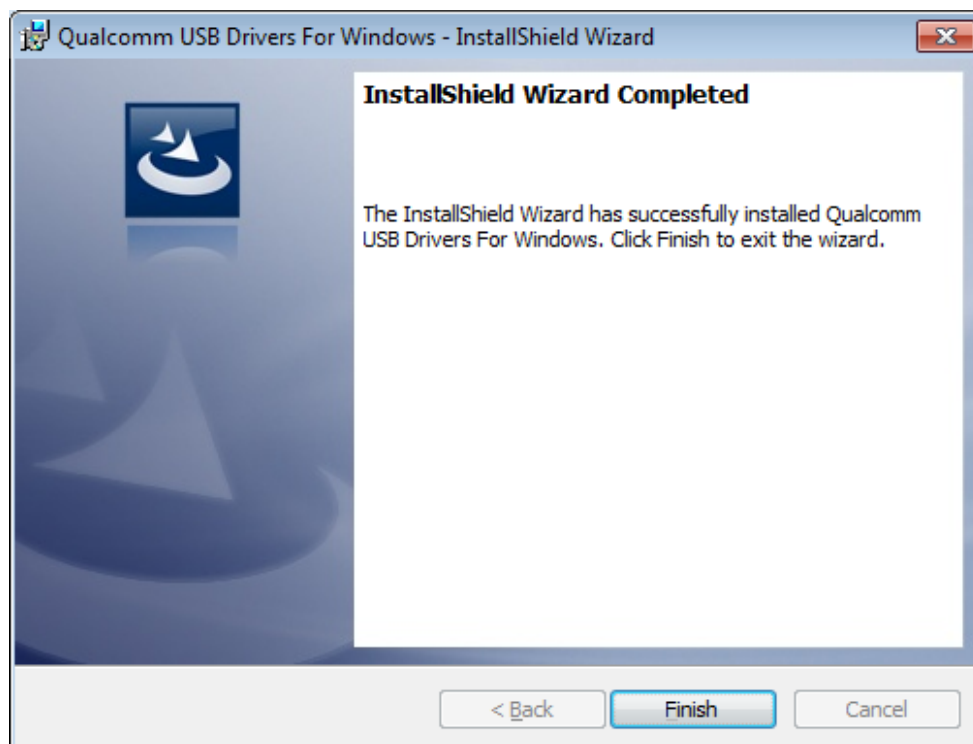 Qualcomm USB Drivers For Windows - InstallShield Wizard
InstallShield Wizard Completed
The InstallShield Wizard has successfully installed Qualcomm
USB Drivers For Windows. Click Finish to exit the wizard.
< Back
Finish
Cancel